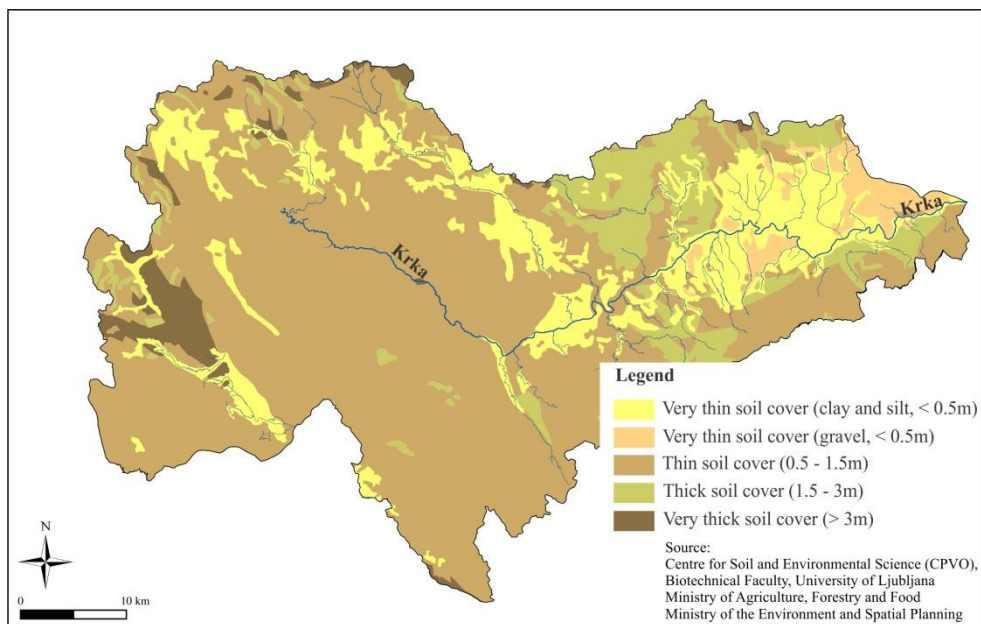 Krka
Krka
Legend
Very thin soil cover (clay and silt, < 0.5m)
Very thin soil cover (gravel, < 0.5m)
Thin soil cover (0.5 - 1.5m)
Thick soil cover (1.5 - 3m)
Very thick soil cover (> 3m)
Source:
Centre for Soil and Environmental Science (CPVO),
Biotechnical Faculty, University of Ljubljana
Ministry of Agriculture, Forestry and Food
Ministry of the Environment and Spatial Planning
N
0 10 km